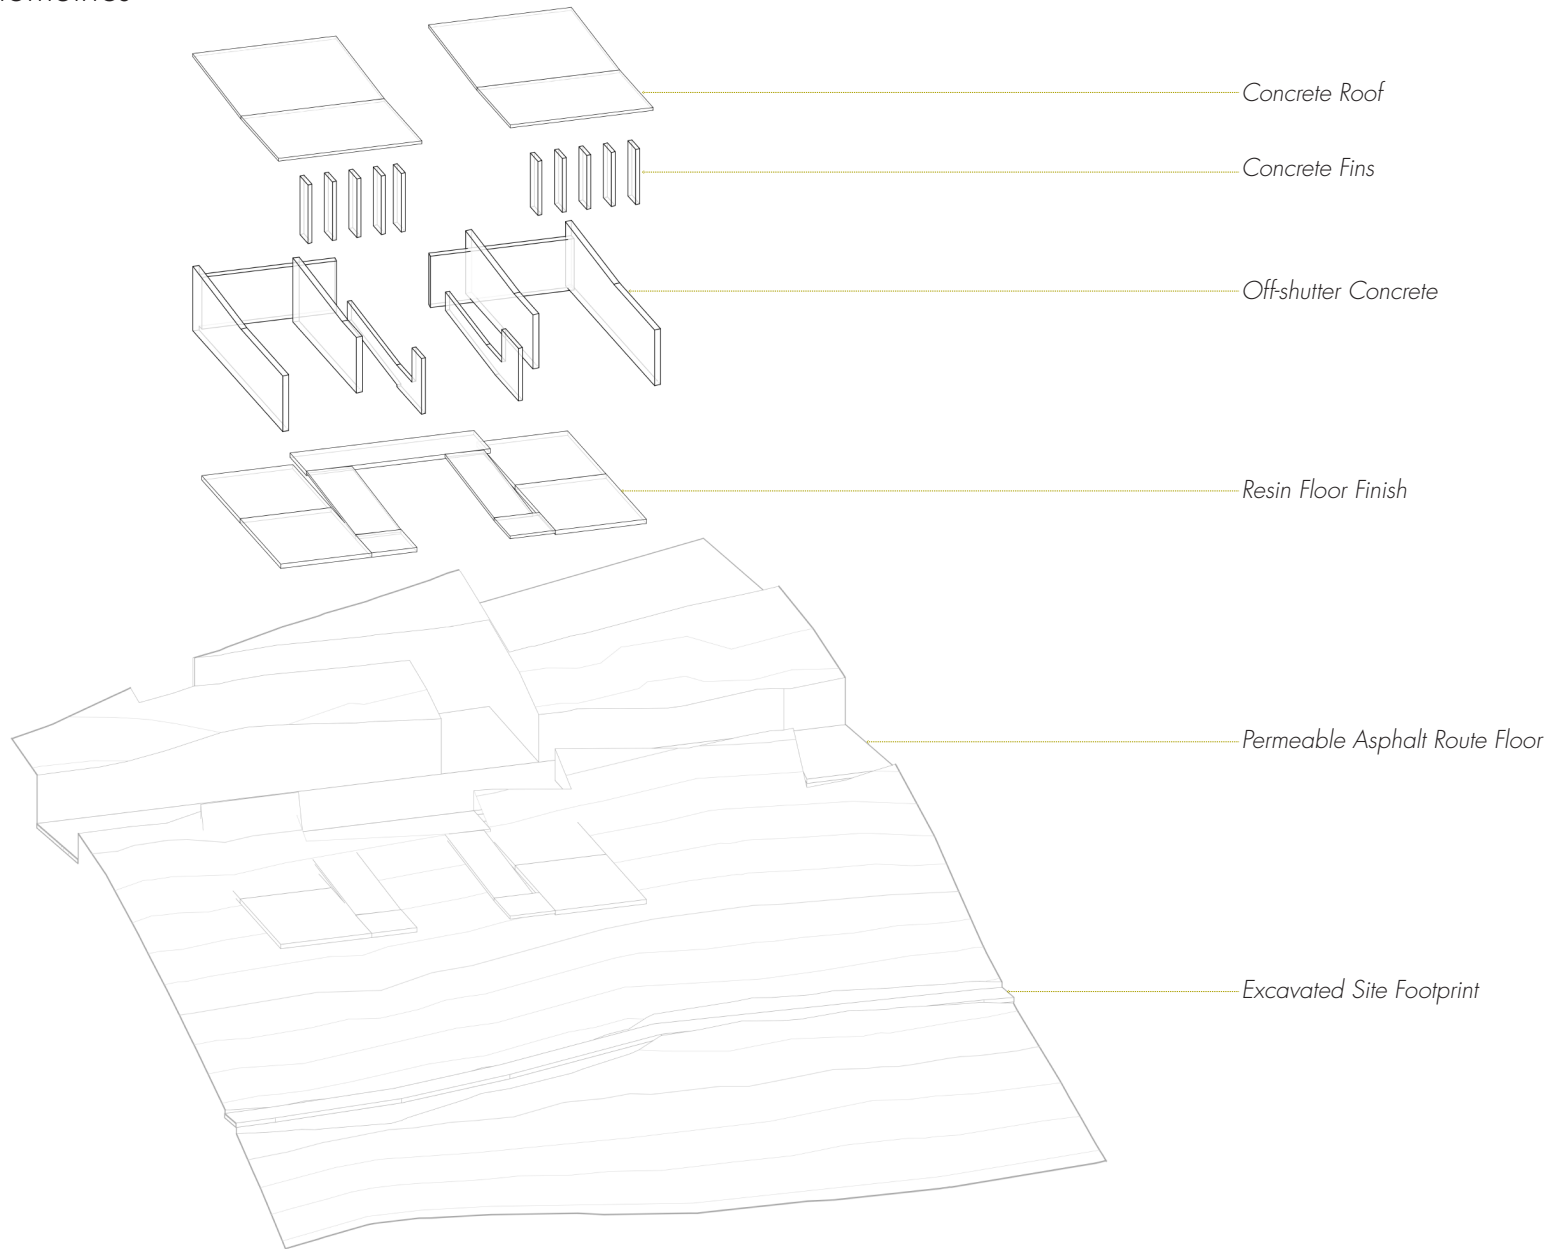 Concrete Roof
Concrete Fins
Off-shutter Concrete
Resin Floor Finish
Permeable Asphalt Route Floor
Excavated Site Footprint